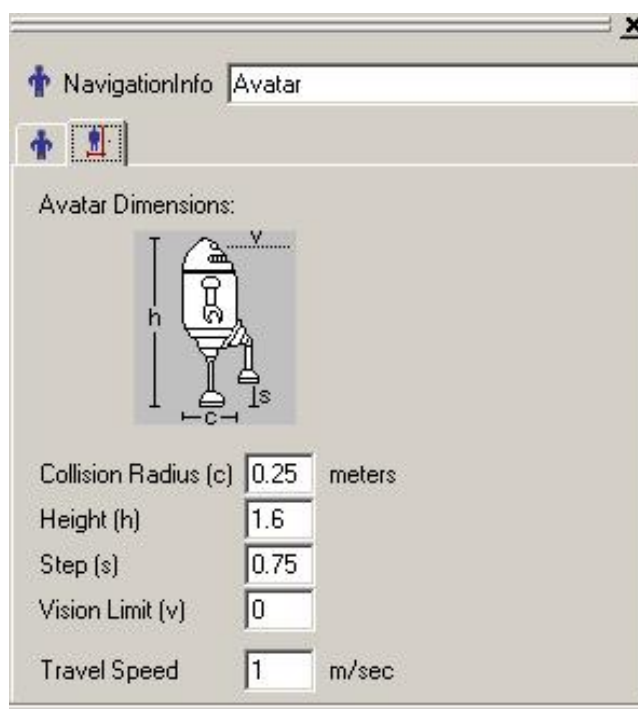 NavigationInfo Avatar
Avatar Dimensions:
v
h
s
c
Collision Radius (c) 0.25 meters
Height (h) 1.6
Step (s) 0.75
Vision Limit (v) 0
Travel Speed 1 m/sec